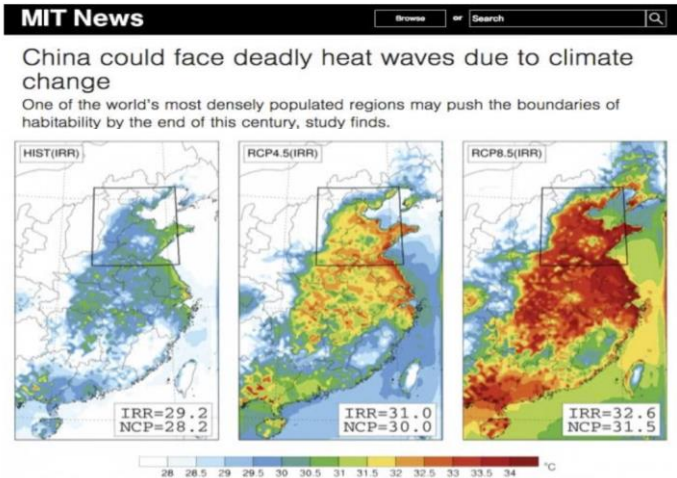 MIT News
Browse or Search
China could face deadly heat waves due to climate
change
One of the world's most densely populated regions may push the boundaries of
habitability by the end of this century, study finds.
HIST(IRR)
IRR=29.2
NCP=28.2
RCP4.5(IRR)
IRR=31.0
NCP=30.0
RCP8.5(IRR)
IRR=32.6
NCP=31.5
28 28.5 29 29.5 30 30.5 31 31.5 32 32.5 33 33.5 34 °C